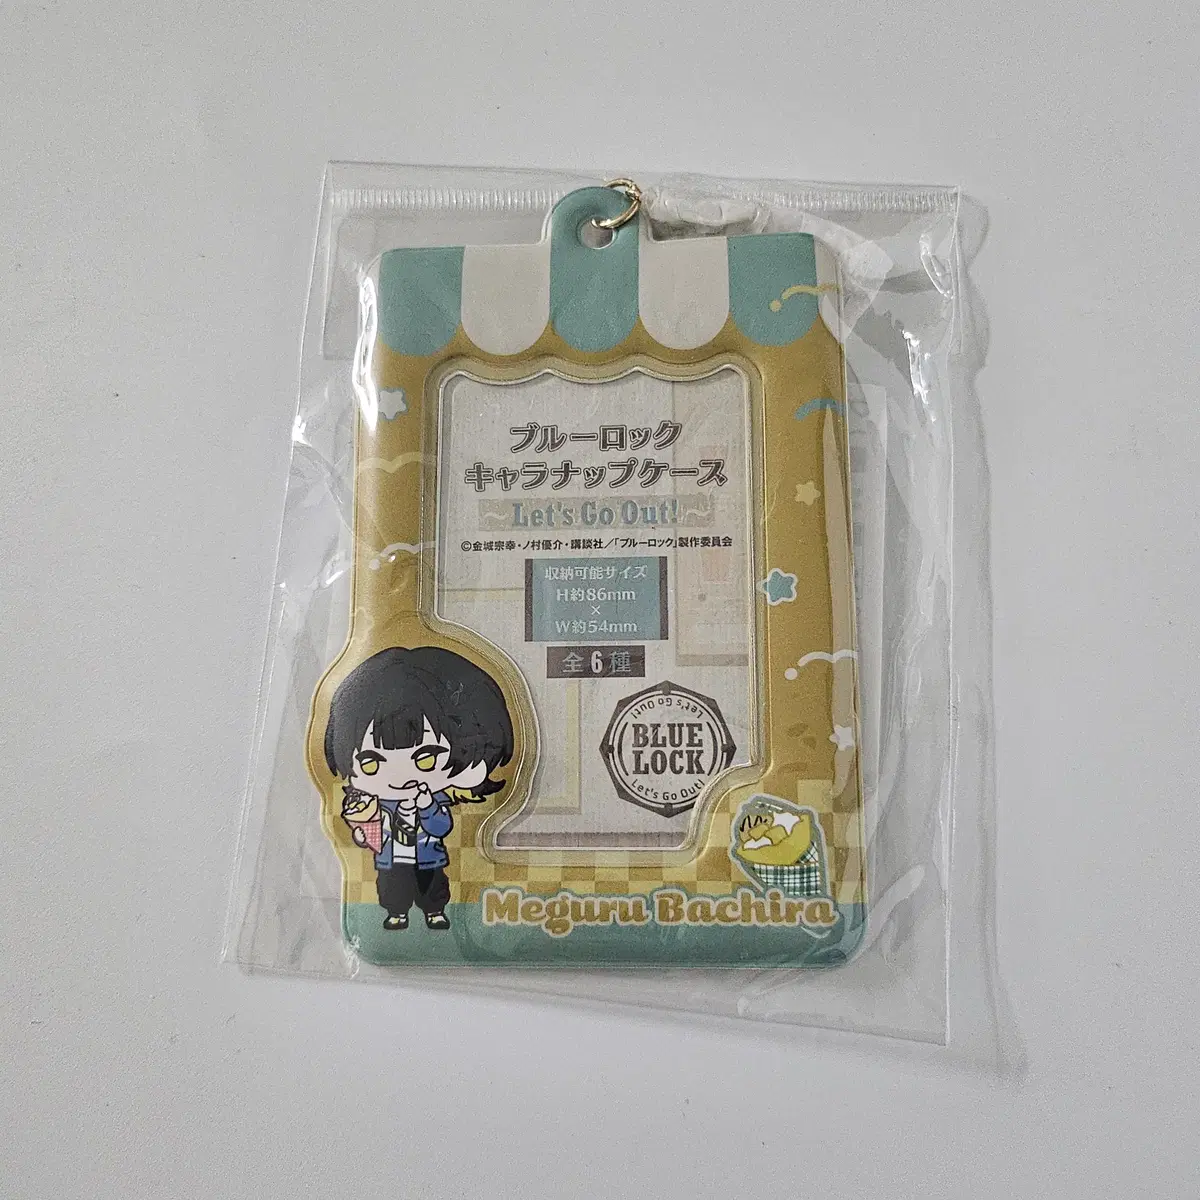 ブルーロック
キャラナップケース
～Let's Go Out!～
©金城宗幸・ノ村優介・講談社／「ブルーロック」製作委員会
収納可能サイズ
H約86mm
×
W約54mm
全6種
Let's Go Out!
BLUE
LOCK
Let's Go Out!
Meguru Bachira